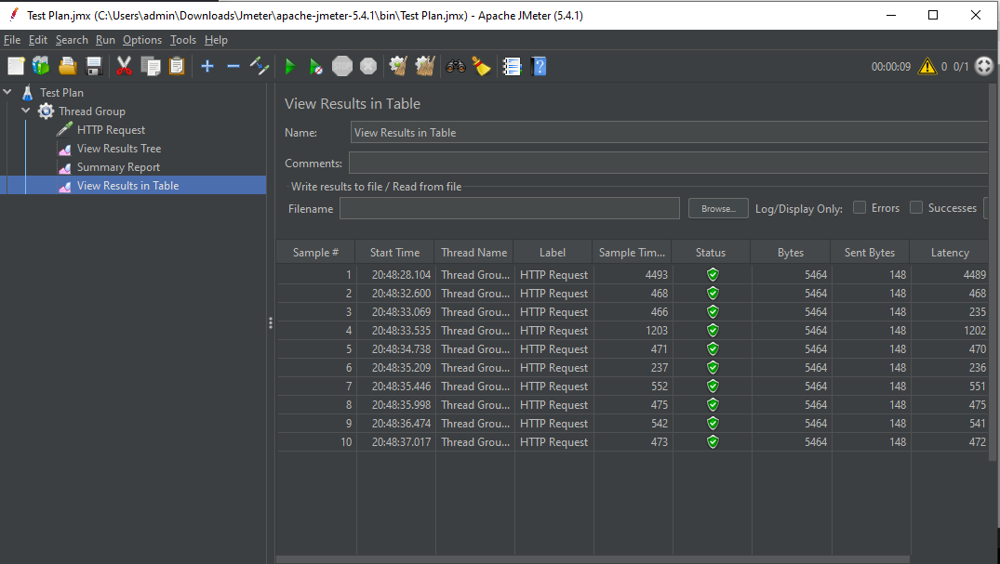 Test Plan.jmx (C:\Users\admin\Downloads\Jmeter\apache-jmeter-5.4.1\bin\Test Plan.jmx) - Apache JMeter (5.4.1)
File Edit Search Run Options Tools Help
00:00:09 0 0/1
Test Plan
Thread Group
HTTP Request
View Results Tree
Summary Report
View Results in Table
View Results in Table
Name: View Results in Table
Comments:
Write results to file / Read from file
Filename Browse... Log/Display Only: Errors Successes
Sample # Start Time Thread Name Label Sample Tim... Status Bytes Sent Bytes Latency
1 20:48:28.104 Thread Grou... HTTP Request 4493 5464 148 4489
2 20:48:32.600 Thread Grou... HTTP Request 468 5464 148 468
3 20:48:33.069 Thread Grou... HTTP Request 466 5464 148 235
4 20:48:33.535 Thread Grou... HTTP Request 1203 5464 148 1202
5 20:48:34.738 Thread Grou... HTTP Request 471 5464 148 470
6 20:48:35.209 Thread Grou... HTTP Request 237 5464 148 236
7 20:48:35.446 Thread Grou... HTTP Request 552 5464 148 551
8 20:48:35.998 Thread Grou... HTTP Request 475 5464 148 475
9 20:48:36.474 Thread Grou... HTTP Request 542 5464 148 541
10 20:48:37.017 Thread Grou... HTTP Request 473 5464 148 472